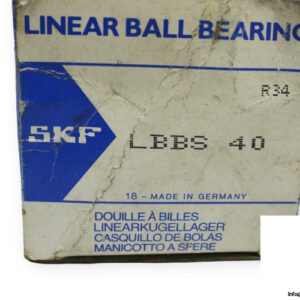 LINEAR BALL BEARING
R34
SKF
LBBS 40
18 - MADE IN GERMANY
DOUILLE À BILLES
LINEARKUGELLAGER
CASQUILLO DE BOLAS
MANICOTTO A SFERE